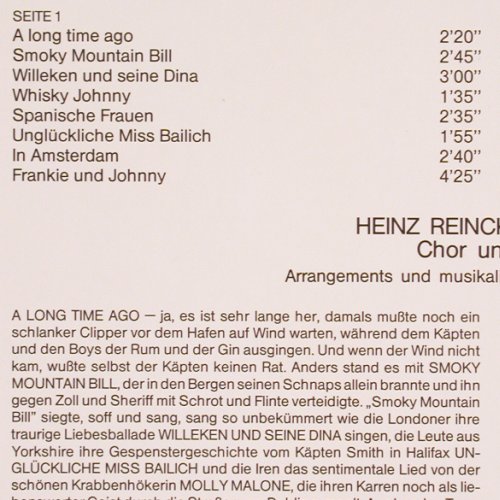 SEITE 1
A long time ago 2'20''
Smoky Mountain Bill 2'45''
Willeken und seine Dina 3'00''
Whisky Johnny 1'35''
Spanische Frauen 2'35''
Unglückliche Miss Bailich 1'55''
In Amsterdam 2'40''
Frankie und Johnny 4'25''
HEINZ REINCK
Chor un
Arrangements und musikal
A LONG TIME AGO — ja, es ist sehr lange her, damals mußte noch ein
schlanker Clipper vor dem Hafen auf Wind warten, während dem Käpten
und den Boys der Rum und der Gin ausgingen. Und wenn der Wind nicht
kam, wußte selbst der Käpten keinen Rat. Anders stand es mit SMOKY
MOUNTAIN BILL, der in den Bergen seinen Schnaps allein brannte und ihn
gegen Zoll und Sheriff mit Schrot und Flinte verteidigte. „Smoky Mountain
Bill" siegte, soff und sang, sang so unbekümmert wie die Londoner ihre
traurige Liebesballade WILLEKEN UND SEINE DINA singen, die Leute aus
Yorkshire ihre Gespenstergeschichte vom Käpten Smith in Halifax UN-
GLÜCKLICHE MISS BAILICH und die Iren das sentimentale Lied von der
schönen Krabbenhökerin MOLLY MALONE, die ihren Karren noch als lie-